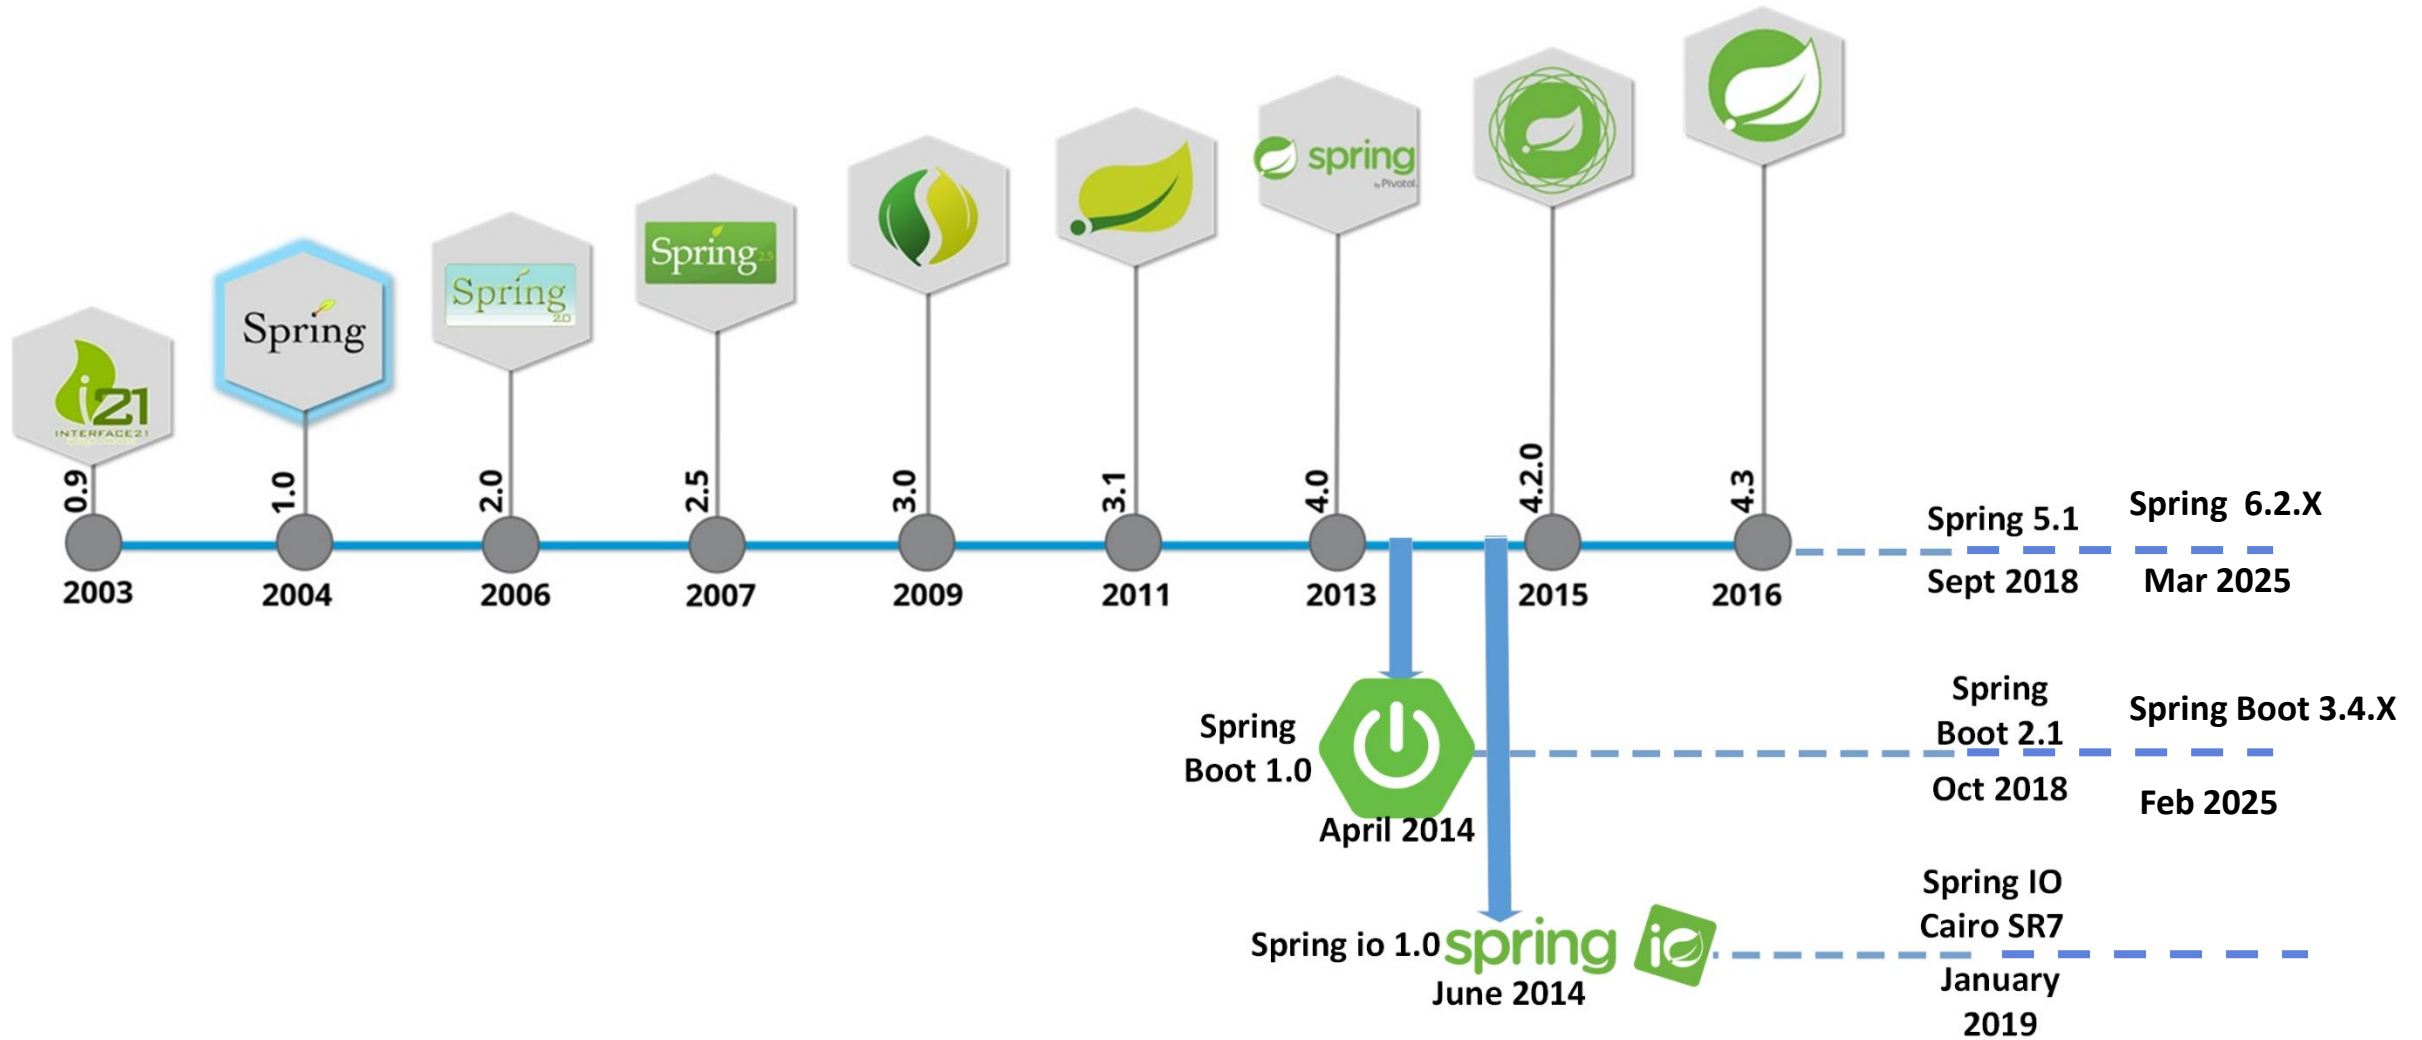 i21
INTERFACE21
Spring
Spring
2.0
Spring 2.5
spring
by Pivotal.
0.9
1.0
2.0
2.5
3.0
3.1
4.0
4.2.0
4.3
2003
2004
2006
2007
2009
2011
2013
2015
2016
Spring 5.1
Sept 2018
Spring 6.2.X
Mar 2025
Spring
Boot 1.0
April 2014
Spring
Boot 2.1
Oct 2018
Spring Boot 3.4.X
Feb 2025
Spring io 1.0
spring io
June 2014
Spring IO
Cairo SR7
January
2019